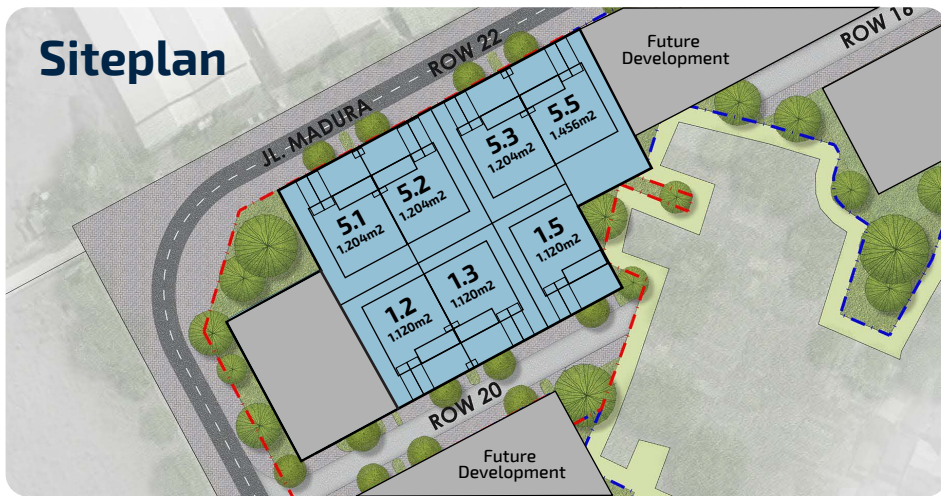 Siteplan
ROW 22
JL. MADURA
ROW 18
Future
Development
5.5
1.456m2
5.3
1.204m2
5.2
1.204m2
5.1
1.204m2
1.5
1.120m2
1.3
1.120m2
1.2
1.120m2
ROW 20
Future
Development